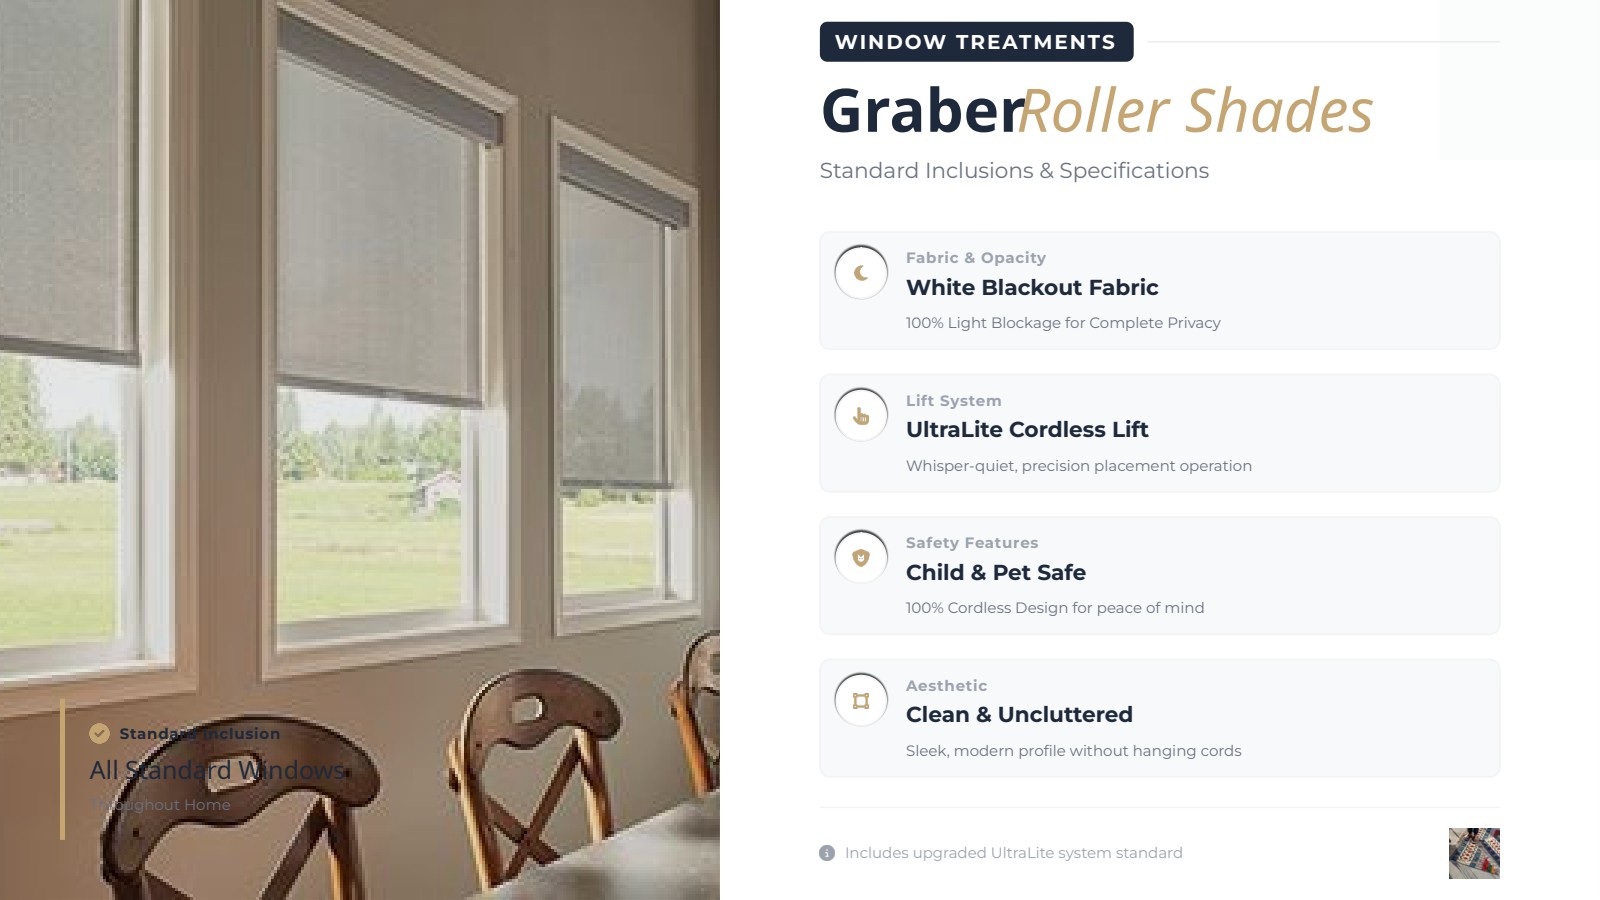 WINDOW TREATMENTS
Graber Roller Shades
Standard Inclusions & Specifications
Fabric & Opacity
White Blackout Fabric
100% Light Blockage for Complete Privacy
Lift System
UltraLite Cordless Lift
Whisper-quiet, precision placement operation
Safety Features
Child & Pet Safe
100% Cordless Design for peace of mind
Aesthetic
Clean & Uncluttered
Sleek, modern profile without hanging cords
Includes upgraded UltraLite system standard
Standard Inclusion
All Standard Windows
Throughout Home